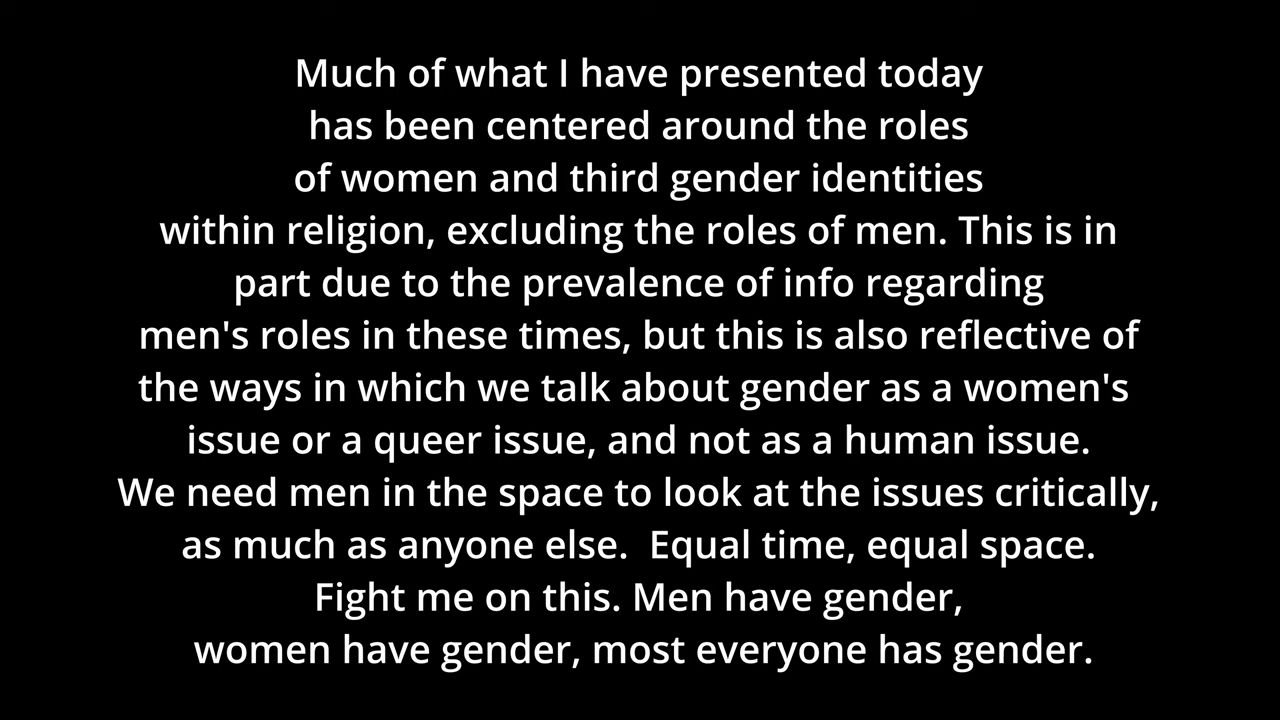 Much of what I have presented today
has been centered around the roles
of women and third gender identities
within religion, excluding the roles of men. This is in
part due to the prevalence of info regarding
men's roles in these times, but this is also reflective of
the ways in which we talk about gender as a women's
issue or a queer issue, and not as a human issue.
We need men in the space to look at the issues critically,
as much as anyone else.  Equal time, equal space.
Fight me on this. Men have gender,
women have gender, most everyone has gender.